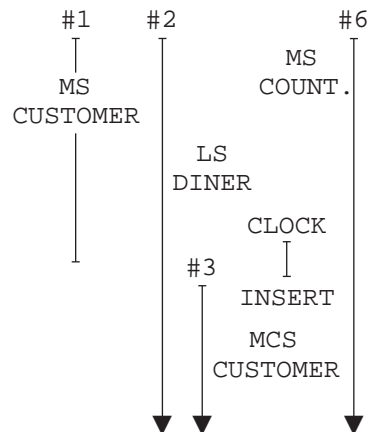 #1 #2 #6
MS
CUSTOMER
MS
COUNT.
LS
DINER
CLOCK
#3
INSERT
MCS
CUSTOMER